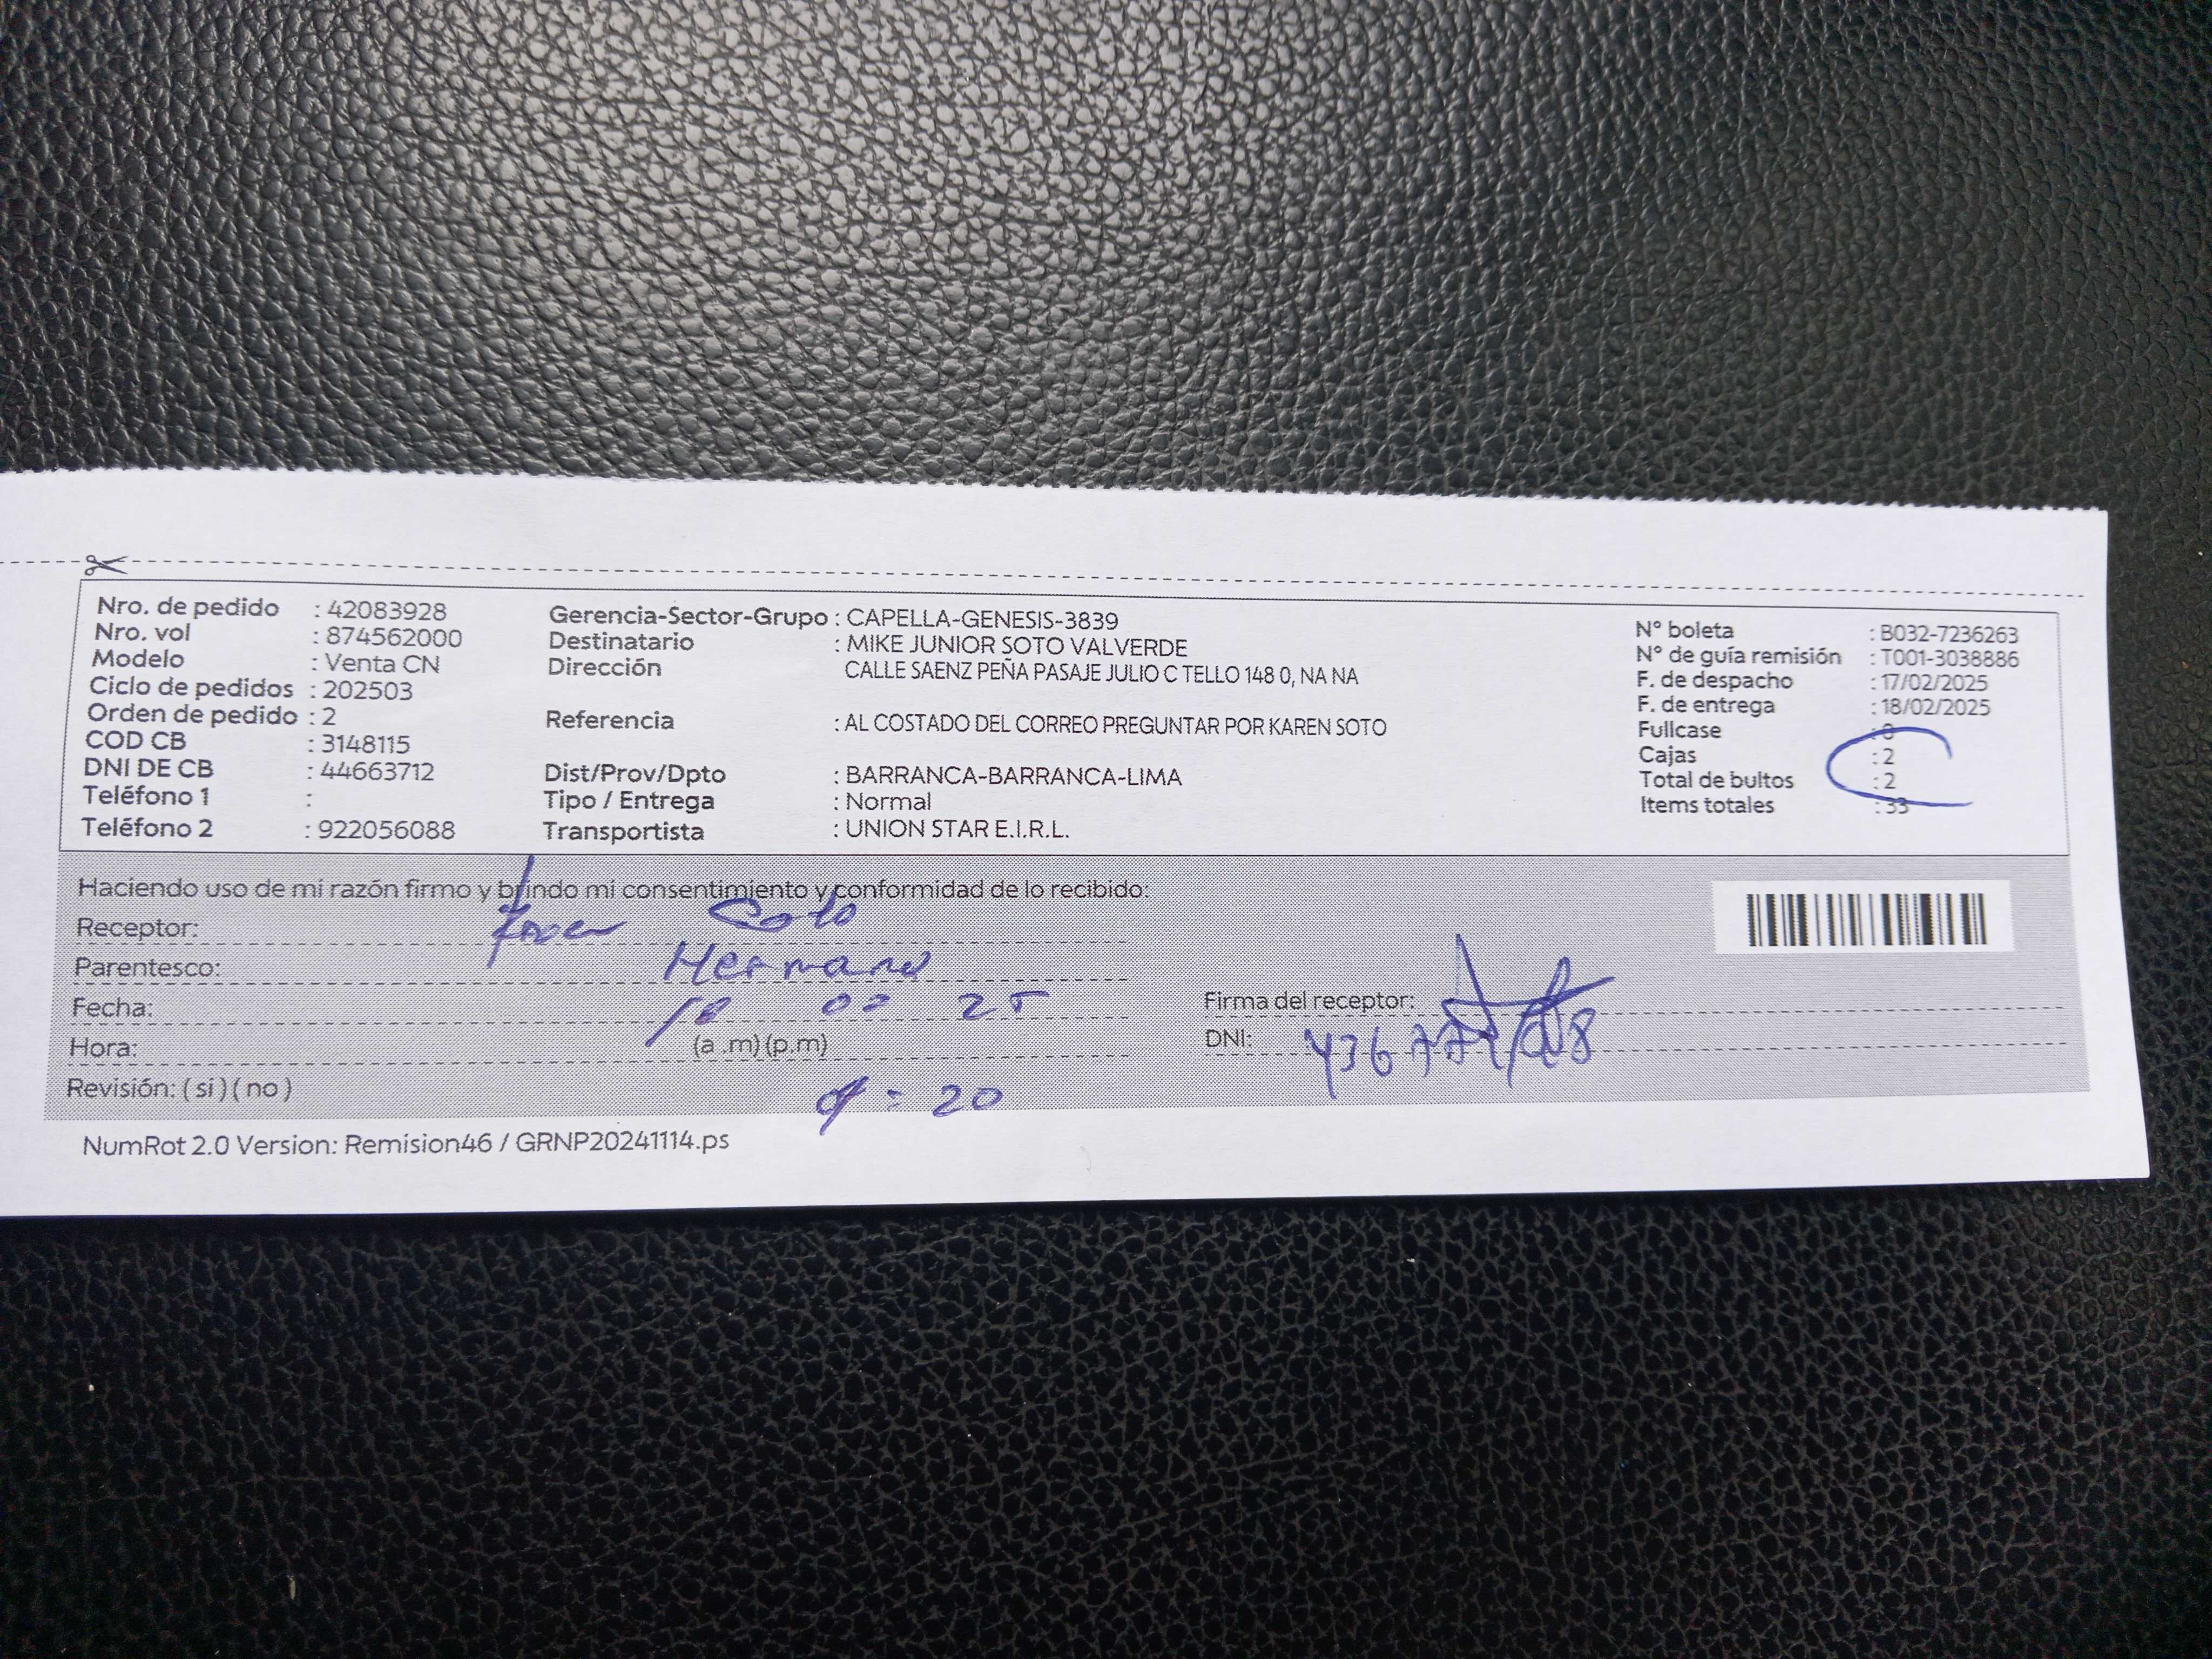 Nro. de pedido : 42083928
Nro. vol : 874562000
Modelo : Venta CN
Ciclo de pedidos : 202503
Orden de pedido : 2
COD CB : 3148115
DNI DE CB : 44663712
Teléfono 1 :
Teléfono 2 : 922056088
Gerencia-Sector-Grupo : CAPELLA-GENESIS-3839
Destinatario : MIKE JUNIOR SOTO VALVERDE
Dirección CALLE SAENZ PEÑA PASAJE JULIO C TELLO 148 0, NA NA
Referencia : AL COSTADO DEL CORREO PREGUNTAR POR KAREN SOTO
Dist/Prov/Dpto : BARRANCA-BARRANCA-LIMA
Tipo / Entrega : Normal
Transportista : UNION STAR E.I.R.L.
N° boleta : B032-7236263
N° de guía remisión : T001-3038886
F. de despacho : 17/02/2025
F. de entrega : 18/02/2025
Fullcase : 0
Cajas : 2
Total de bultos : 2
Items totales : 33
Haciendo uso de mi razón firmo y brindo mi consentimiento y conformidad de lo recibido:
Receptor: Karen Soto
Parentesco: Hermana
Fecha: 25
Hora: (a .m) (p.m)
Revisión: ( si ) ( no )
20
Firma del receptor:
DNI:
NumRot 2.0 Version: Remision46 / GRNP20241114.ps